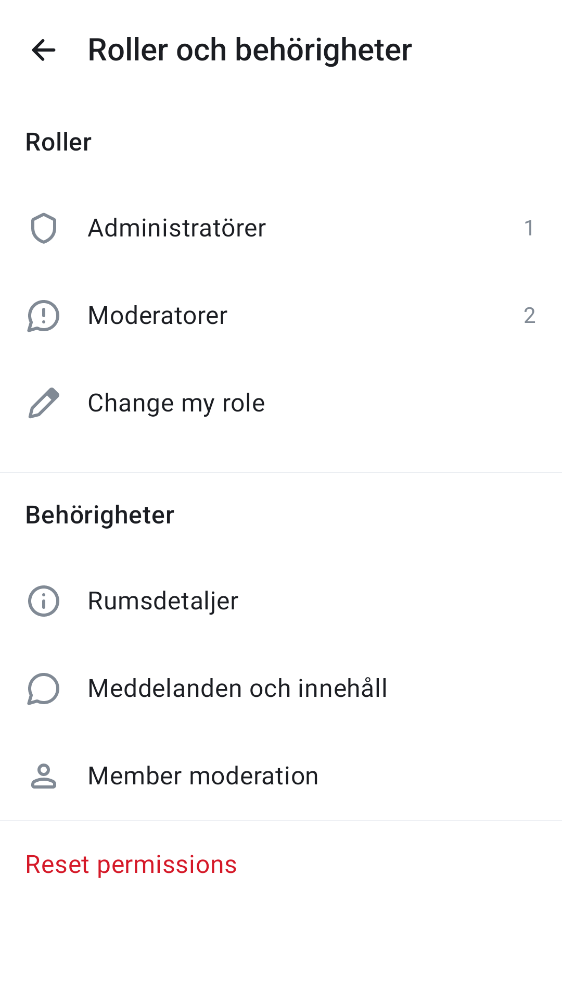 Roller och behörigheter
Roller
Administratörer 1
Moderatorer 2
Change my role
Behörigheter
Rumsdetaljer
Meddelanden och innehåll
Member moderation
Reset permissions